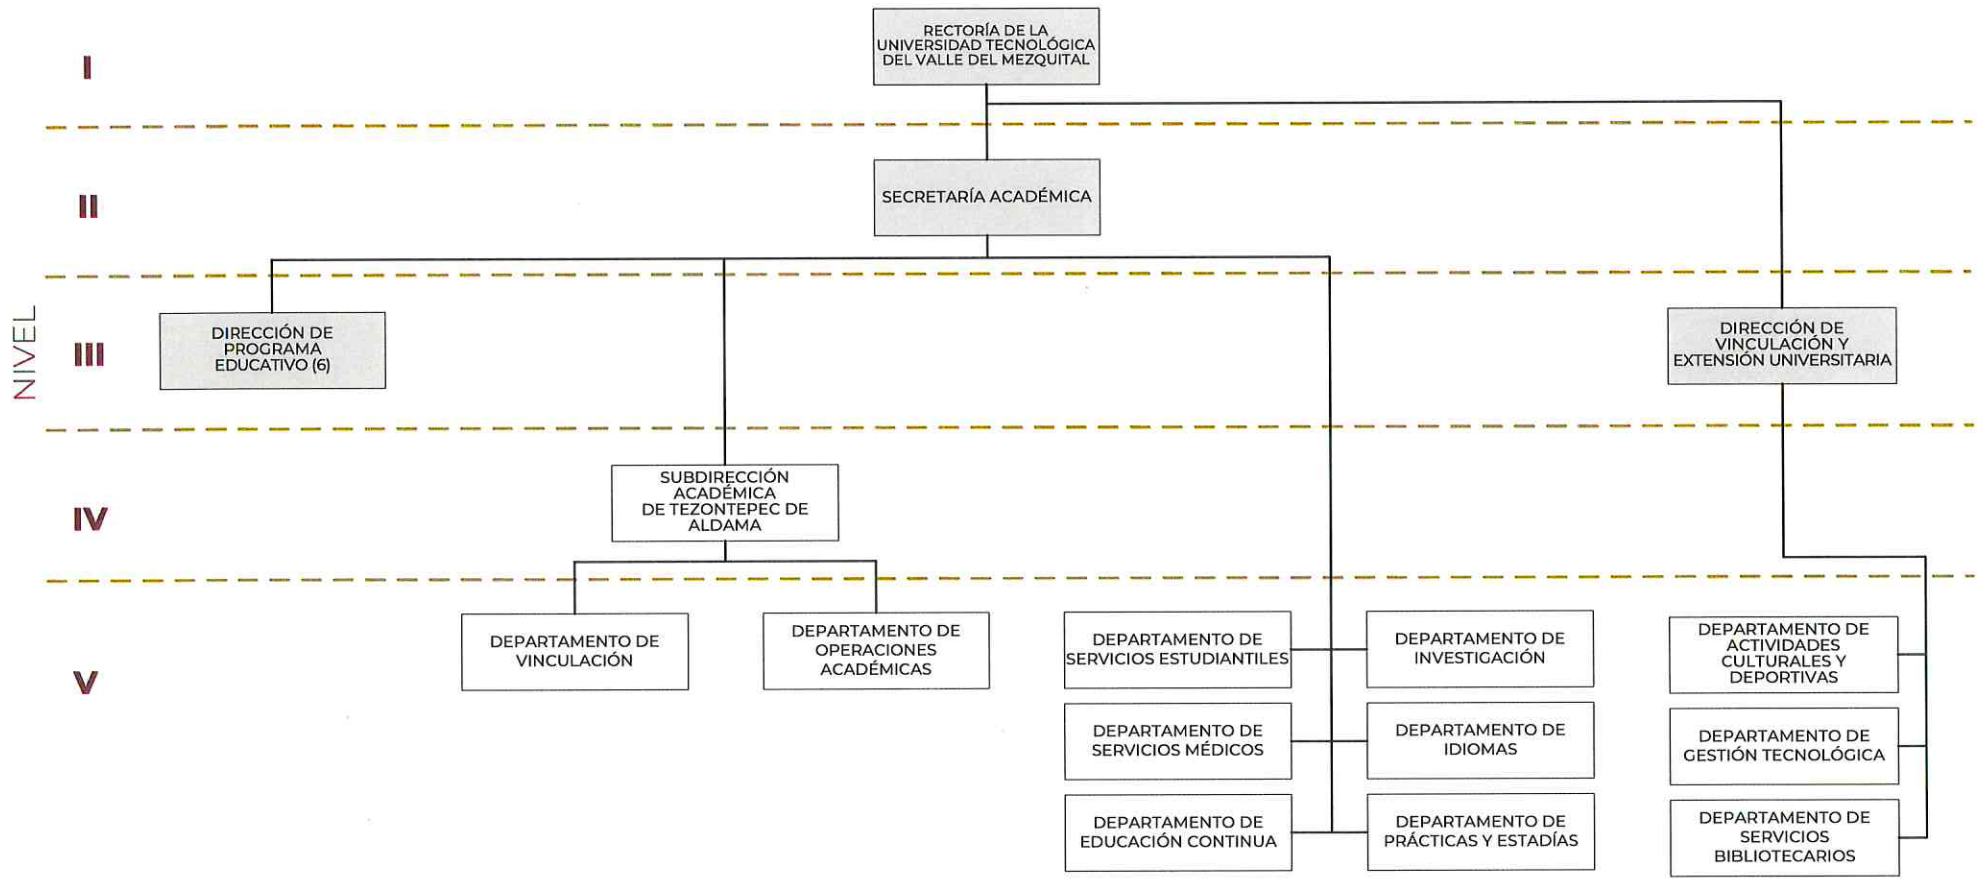 RECTORÍA DE LA
UNIVERSIDAD TECNOLÓGICA
DEL VALLE DEL MEZQUITAL
I
SECRETARÍA ACADÉMICA
II
NIVEL
III
DIRECCIÓN DE
PROGRAMA
EDUCATIVO (6)
DIRECCIÓN DE
VINCULACIÓN Y
EXTENSIÓN UNIVERSITARIA
IV
SUBDIRECCIÓN
ACADÉMICA
DE TEZONTEPEC DE
ALDAMA
V
DEPARTAMENTO DE
VINCULACIÓN
DEPARTAMENTO DE
OPERACIONES
ACADÉMICAS
DEPARTAMENTO DE
SERVICIOS ESTUDIANTILES
DEPARTAMENTO DE
INVESTIGACIÓN
DEPARTAMENTO DE
ACTIVIDADES
CULTURALES Y
DEPORTIVAS
DEPARTAMENTO DE
SERVICIOS MÉDICOS
DEPARTAMENTO DE
IDIOMAS
DEPARTAMENTO DE
GESTIÓN TECNOLÓGICA
DEPARTAMENTO DE
EDUCACIÓN CONTINUA
DEPARTAMENTO DE
PRÁCTICAS Y ESTADÍAS
DEPARTAMENTO DE
SERVICIOS
BIBLIOTECARIOS